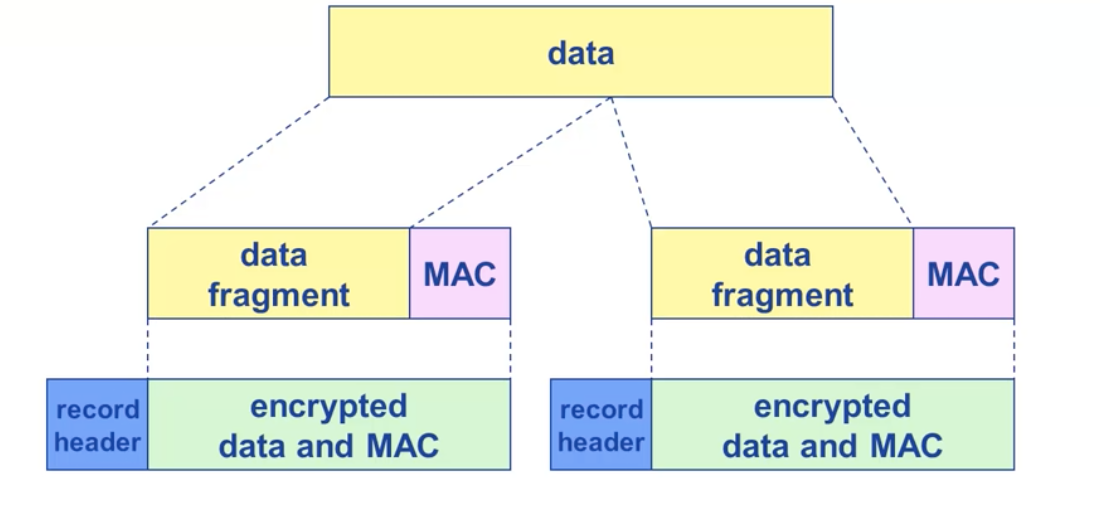 data
data
fragment
MAC
data
fragment
MAC
record
header
encrypted
data and MAC
record
header
encrypted
data and MAC